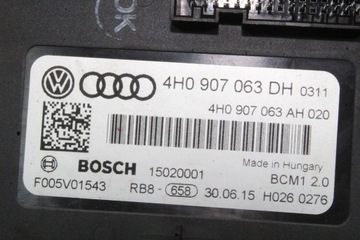 OK
4H0 907 063 DH 0311
4H0 907 063 AH 020
Made in Hungary
BOSCH 15020001 BCM1 2.0
F005V01543 RB8- 658 30.06.15 H026 0276